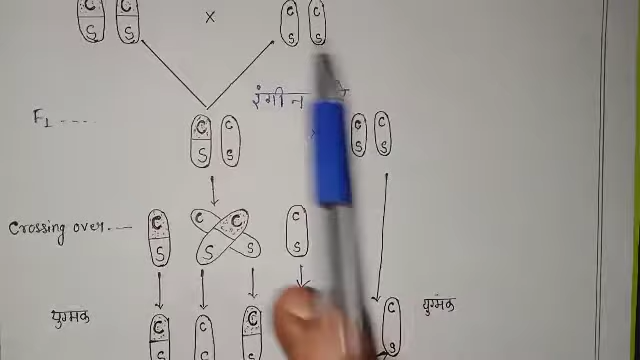 C C × c c
S S s s
रंगीन
F1 ---- C c × c c
S s s s
Crossing over --- C c C c
S S s s
युग्मक C c C c युग्मक
S S s s